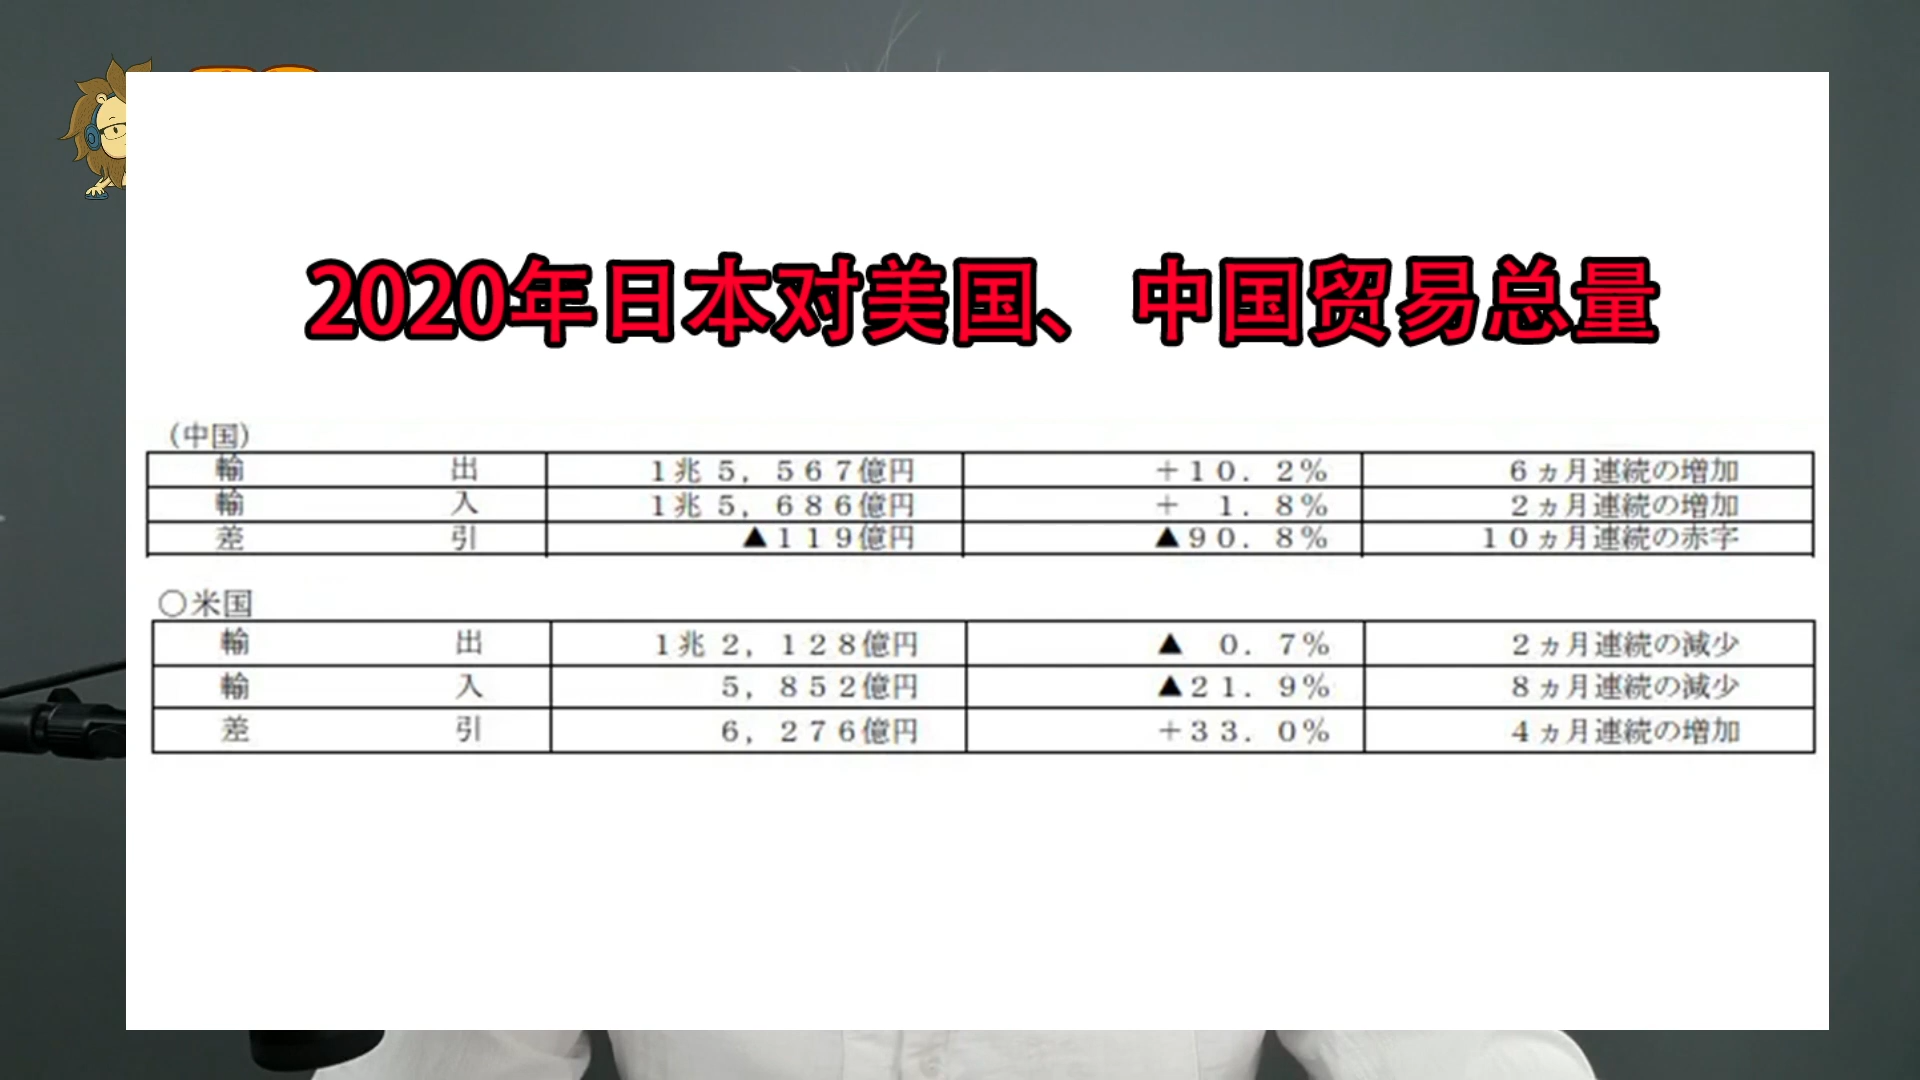 2020年日本对美国、中国贸易总量
(中国)
輸 出 1兆5,567億円 +10.2% 6ヵ月連続の増加
輸 入 1兆5,686億円 + 1.8% 2ヵ月連続の増加
差 引 ▲119億円 ▲90.8% 10ヵ月連続の赤字
○米国
輸 出 1兆2,128億円 ▲ 0.7% 2ヵ月連続の減少
輸 入 5,852億円 ▲21.9% 8ヵ月連続の減少
差 引 6,276億円 +33.0% 4ヵ月連続の増加